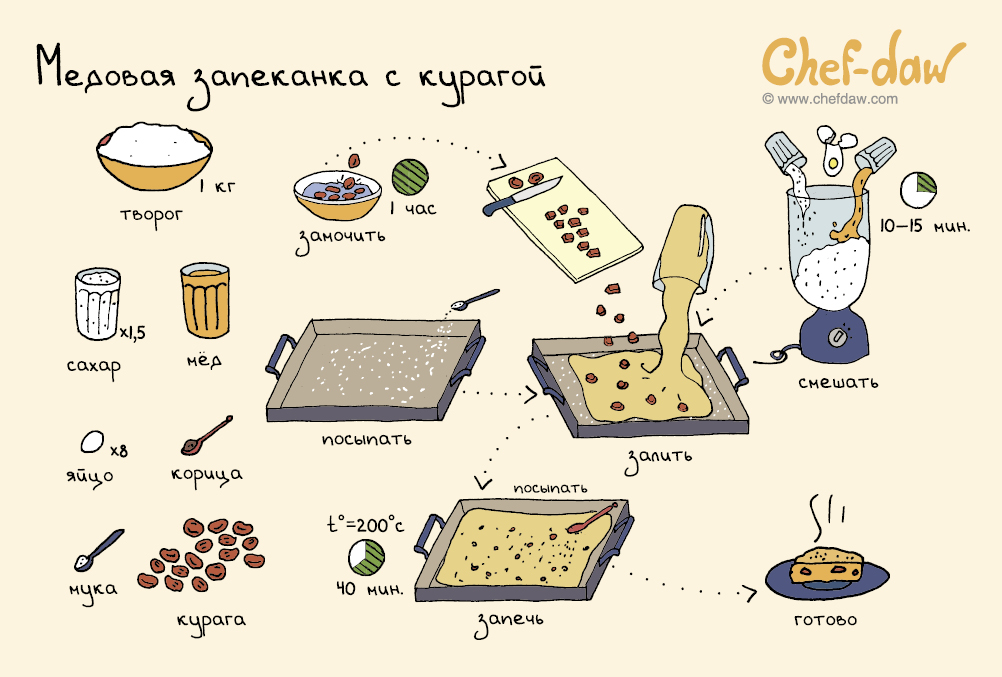 Медовая запеканка с курагой
Chef-daw
© www.chefdaw.com
1 кг
творог
1 час
замочить
10–15 мин.
смешать
x1,5
сахар
мёд
посыпать
залить
x8
яйцо
корица
мука
курага
посыпать
t°=200°c
40 мин.
запечь
готово